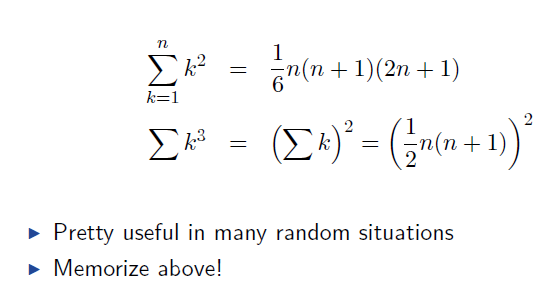 $\sum_{k=1}^{n} k^2 = \frac{1}{6}n(n+1)(2n+1)$
$\sum k^3 = \left(\sum k\right)^2 = \left(\frac{1}{2}n(n+1)\right)^2$
▶ Pretty useful in many random situations
▶ Memorize above!